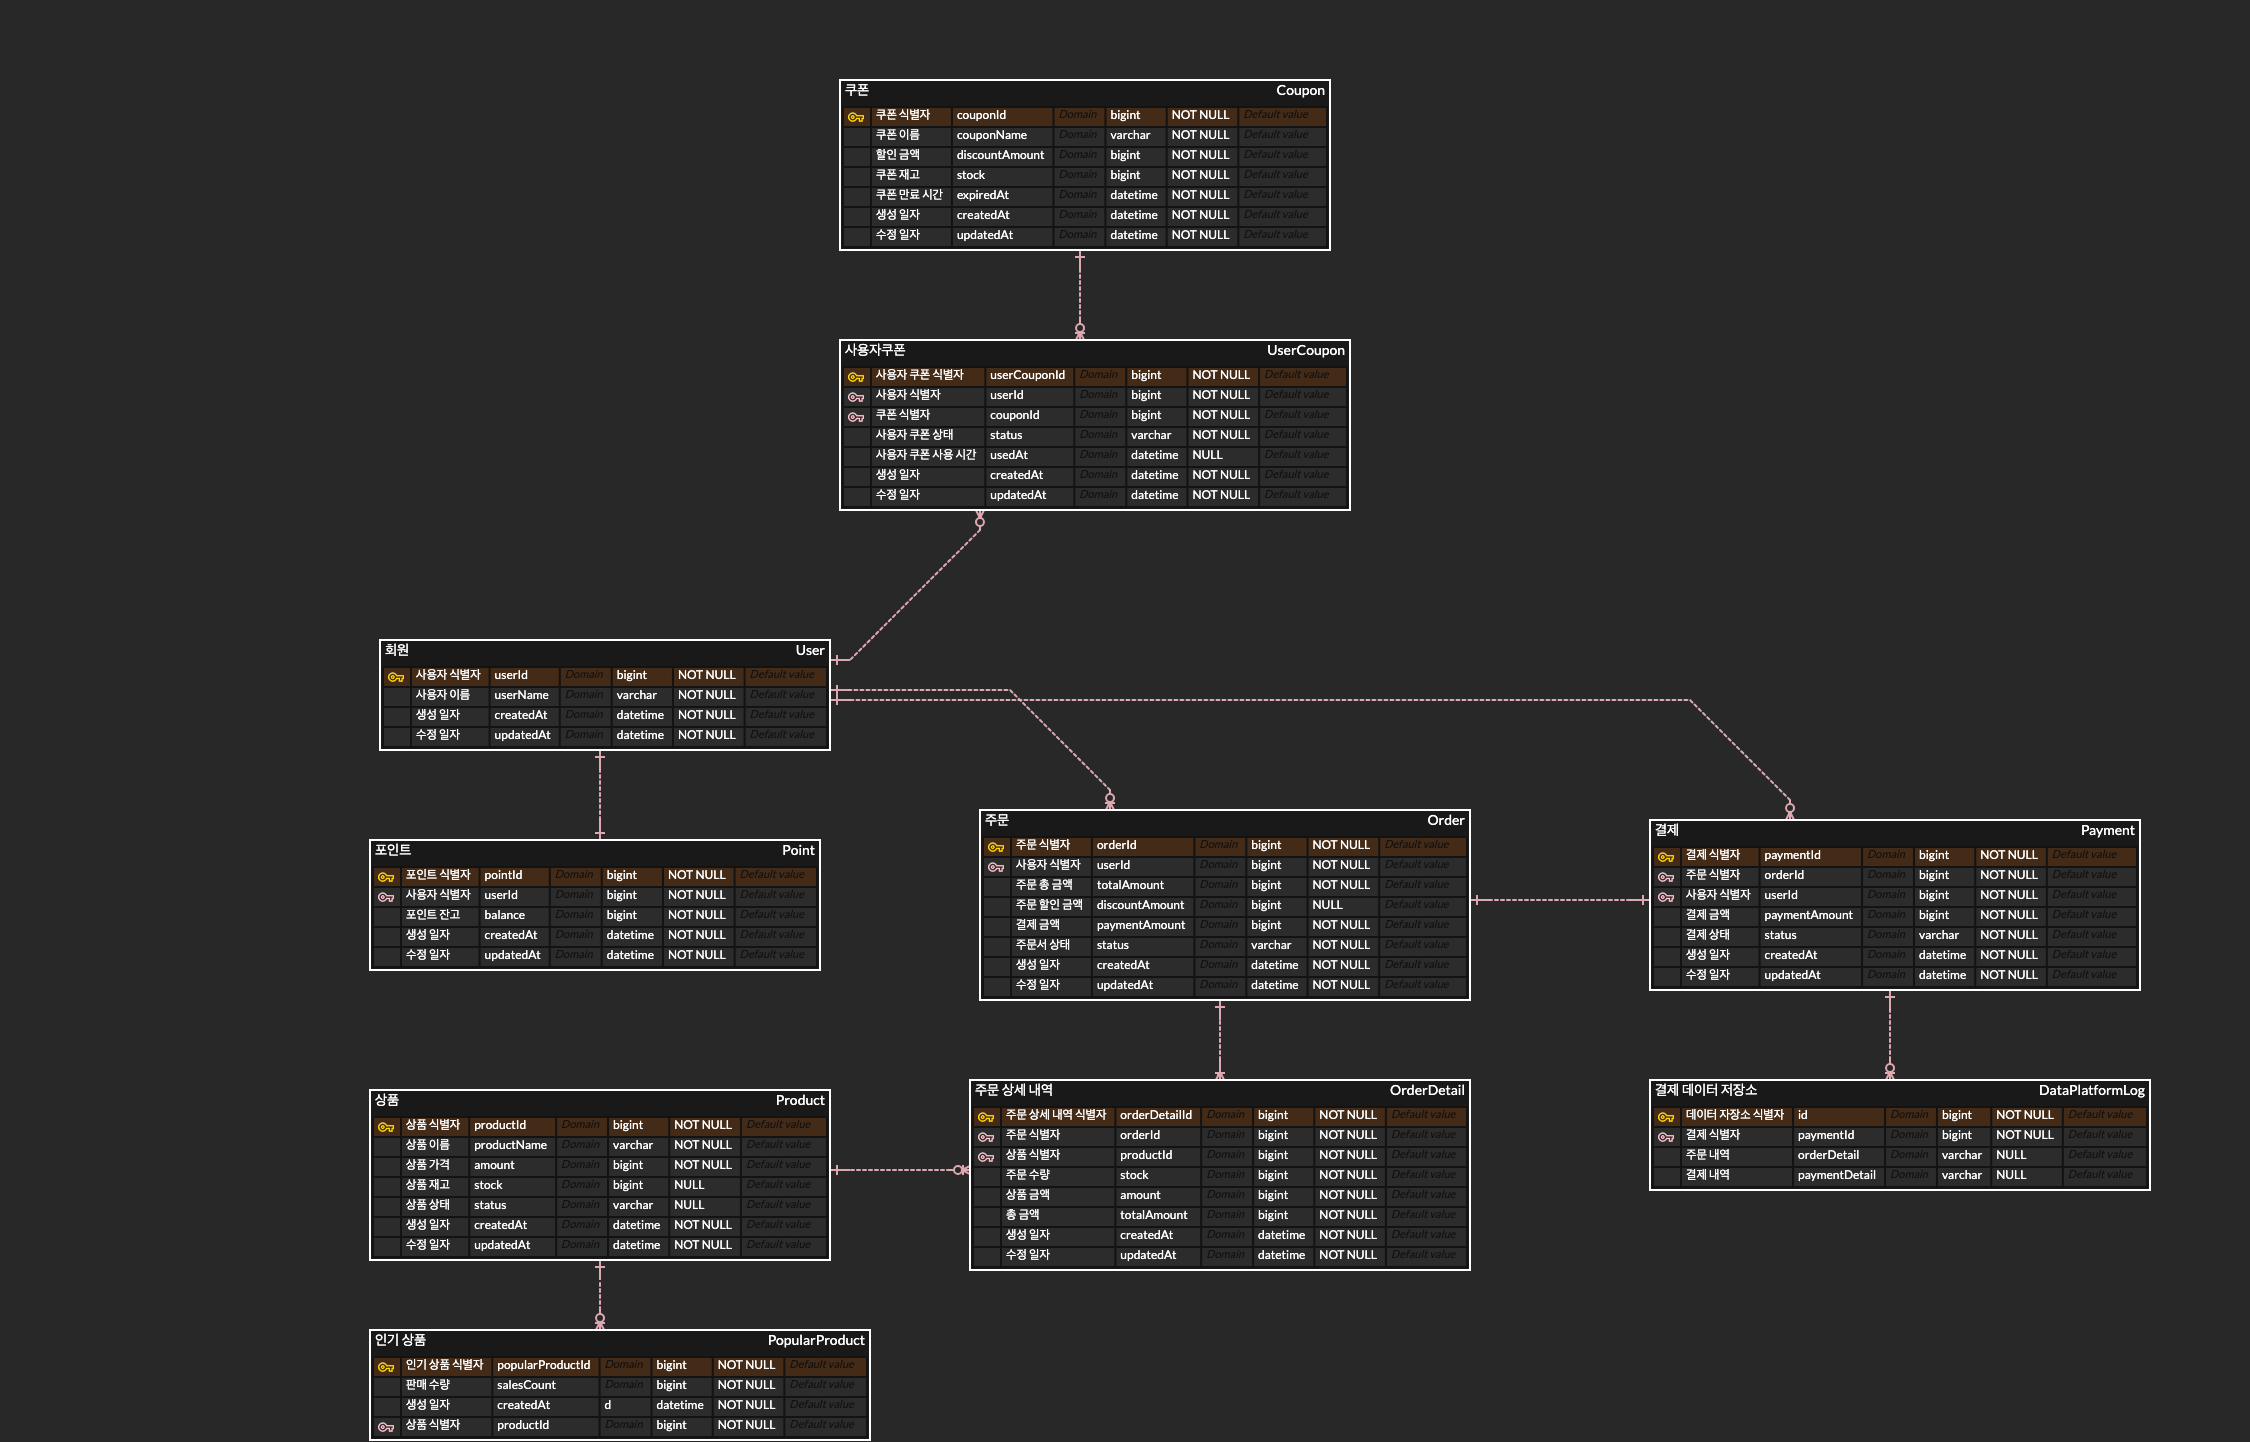 쿠폰 Coupon
쿠폰 식별자 couponId Domain bigint NOT NULL Default value
쿠폰 이름 couponName Domain varchar NOT NULL Default value
할인 금액 discountAmount Domain bigint NOT NULL Default value
쿠폰 재고 stock Domain bigint NOT NULL Default value
쿠폰 만료 시간 expiredAt Domain datetime NOT NULL Default value
생성 일자 createdAt Domain datetime NOT NULL Default value
수정 일자 updatedAt Domain datetime NOT NULL Default value
사용자쿠폰 UserCoupon
사용자 쿠폰 식별자 userCouponId Domain bigint NOT NULL Default value
사용자 식별자 userId Domain bigint NOT NULL Default value
쿠폰 식별자 couponId Domain bigint NOT NULL Default value
사용자 쿠폰 상태 status Domain varchar NOT NULL Default value
사용자 쿠폰 사용 시간 usedAt Domain datetime NULL Default value
생성 일자 createdAt Domain datetime NOT NULL Default value
수정 일자 updatedAt Domain datetime NOT NULL Default value
회원 User
사용자 식별자 userId Domain bigint NOT NULL Default value
사용자 이름 userName Domain varchar NOT NULL Default value
생성 일자 createdAt Domain datetime NOT NULL Default value
수정 일자 updatedAt Domain datetime NOT NULL Default value
포인트 Point
포인트 식별자 pointId Domain bigint NOT NULL Default value
사용자 식별자 userId Domain bigint NOT NULL Default value
포인트 잔고 balance Domain bigint NOT NULL Default value
생성 일자 createdAt Domain datetime NOT NULL Default value
수정 일자 updatedAt Domain datetime NOT NULL Default value
주문 Order
주문 식별자 orderId Domain bigint NOT NULL Default value
사용자 식별자 userId Domain bigint NOT NULL Default value
주문 총 금액 totalAmount Domain bigint NOT NULL Default value
주문 할인 금액 discountAmount Domain bigint NULL Default value
결제 금액 paymentAmount Domain bigint NOT NULL Default value
주문서 상태 status Domain varchar NOT NULL Default value
생성 일자 createdAt Domain datetime NOT NULL Default value
수정 일자 updatedAt Domain datetime NOT NULL Default value
결제 Payment
결제 식별자 paymentId Domain bigint NOT NULL Default value
주문 식별자 orderId Domain bigint NOT NULL Default value
사용자 식별자 userId Domain bigint NOT NULL Default value
결제 금액 paymentAmount Domain bigint NOT NULL Default value
결제 상태 status Domain varchar NOT NULL Default value
생성 일자 createdAt Domain datetime NOT NULL Default value
수정 일자 updatedAt Domain datetime NOT NULL Default value
상품 Product
상품 식별자 productId Domain bigint NOT NULL Default value
상품 이름 productName Domain varchar NOT NULL Default value
상품 가격 amount Domain bigint NOT NULL Default value
상품 재고 stock Domain bigint NULL Default value
상품 상태 status Domain varchar NULL Default value
생성 일자 createdAt Domain datetime NOT NULL Default value
수정 일자 updatedAt Domain datetime NOT NULL Default value
주문 상세 내역 OrderDetail
주문 상세 내역 식별자 orderDetailId Domain bigint NOT NULL Default value
주문 식별자 orderId Domain bigint NOT NULL Default value
상품 식별자 productId Domain bigint NOT NULL Default value
주문 수량 stock Domain bigint NOT NULL Default value
상품 금액 amount Domain bigint NOT NULL Default value
총 금액 totalAmount Domain bigint NOT NULL Default value
생성 일자 createdAt Domain datetime NOT NULL Default value
수정 일자 updatedAt Domain datetime NOT NULL Default value
결제 데이터 저장소 DataPlatformLog
데이터 저장소 식별자 id Domain bigint NOT NULL Default value
결제 식별자 paymentId Domain bigint NOT NULL Default value
주문 내역 orderDetail Domain varchar NULL Default value
결제 내역 paymentDetail Domain varchar NULL Default value
인기 상품 PopularProduct
인기 상품 식별자 popularProductId Domain bigint NOT NULL Default value
판매 수량 salesCount Domain bigint NOT NULL Default value
생성 일자 createdAt d datetime NOT NULL Default value
상품 식별자 productId Domain bigint NOT NULL Default value